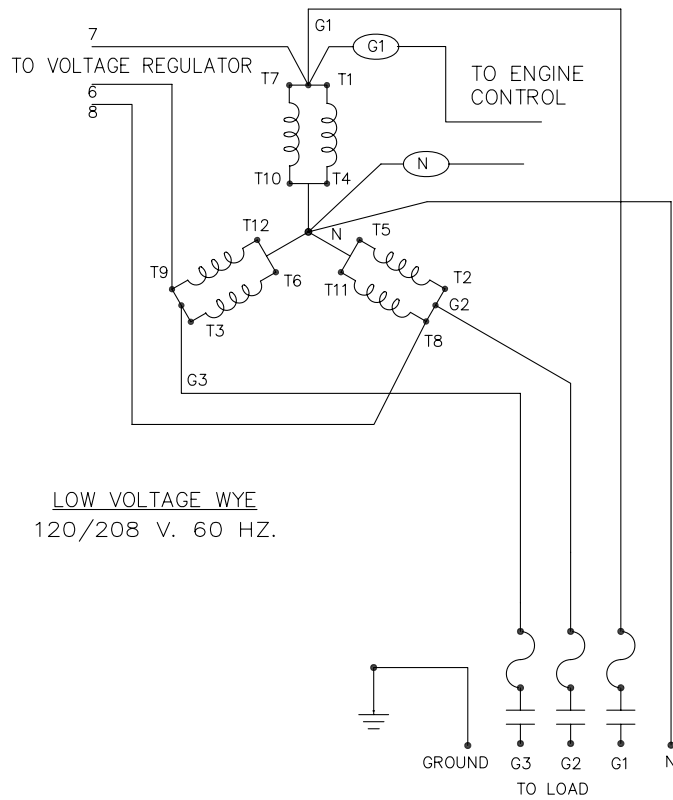 G1
7
G1
TO VOLTAGE REGULATOR
TO ENGINE
CONTROL
T7
T1
6
8
N
T10
T4
T12
N
T5
T9
T6
T11
T2
G2
T3
T8
G3
LOW VOLTAGE WYE
120/208 V. 60 HZ.
GROUND
G3
G2
G1
N
TO LOAD